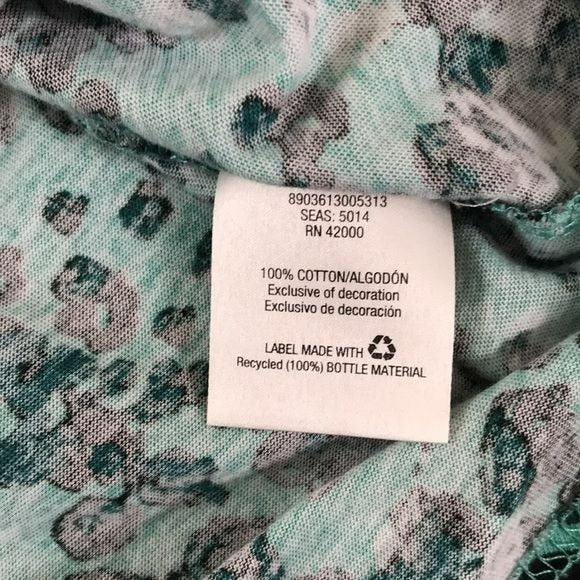 8903613005313
SEAS: 5014
RN 42000
100% COTTON/ALGODÓN
Exclusive of decoration
Exclusivo de decoración
LABEL MADE WITH
Recycled (100%) BOTTLE MATERIAL